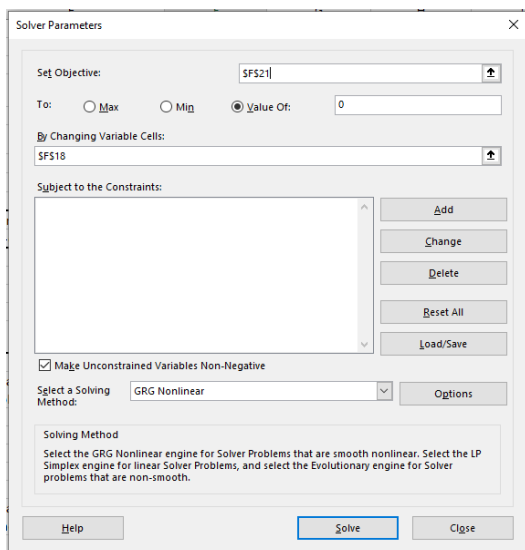 Solver Parameters
Set Objective:
$F$21
To:
Max
Min
Value Of:
0
By Changing Variable Cells:
$F$18
Subject to the Constraints:
Add
Change
Delete
Reset All
Load/Save
Make Unconstrained Variables Non-Negative
Select a Solving
Method:
GRG Nonlinear
Options
Solving Method
Select the GRG Nonlinear engine for Solver Problems that are smooth nonlinear. Select the LP
Simplex engine for linear Solver Problems, and select the Evolutionary engine for Solver
problems that are non-smooth.
Help
Solve
Close